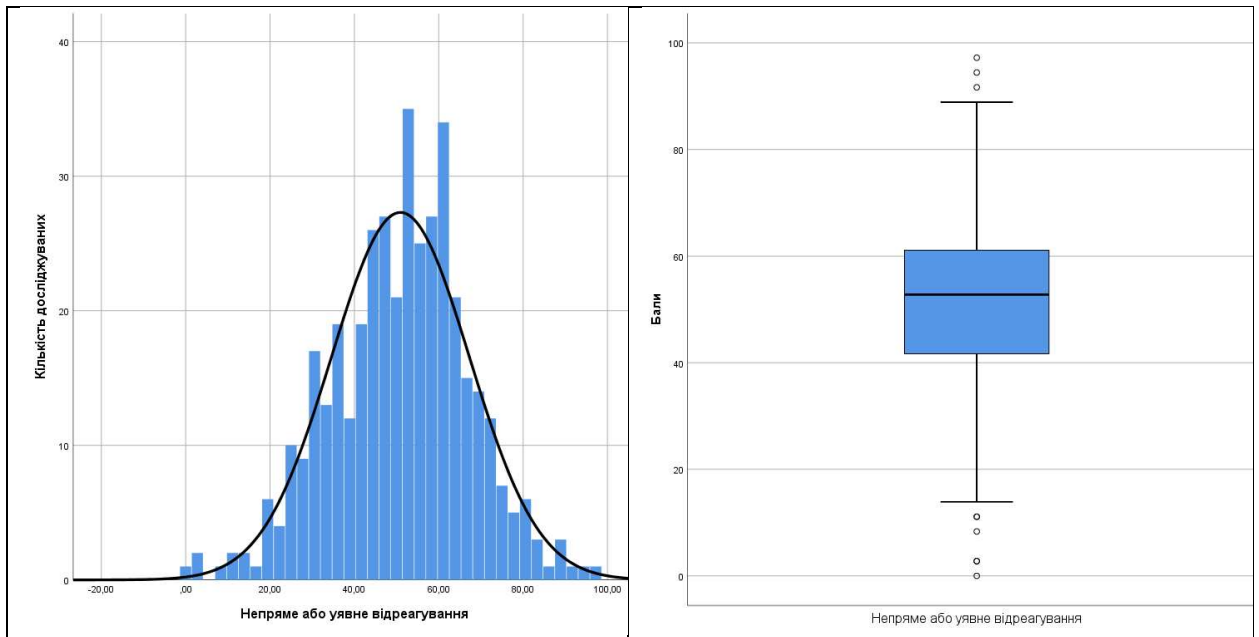 40
30
20
10
0
Кількість досліджуваних
-20,00 ,00 20,00 40,00 60,00 80,00 100,00
Непряме або уявне відреагування
100
80
60
40
20
0
Бали
Непряме або уявне відреагування